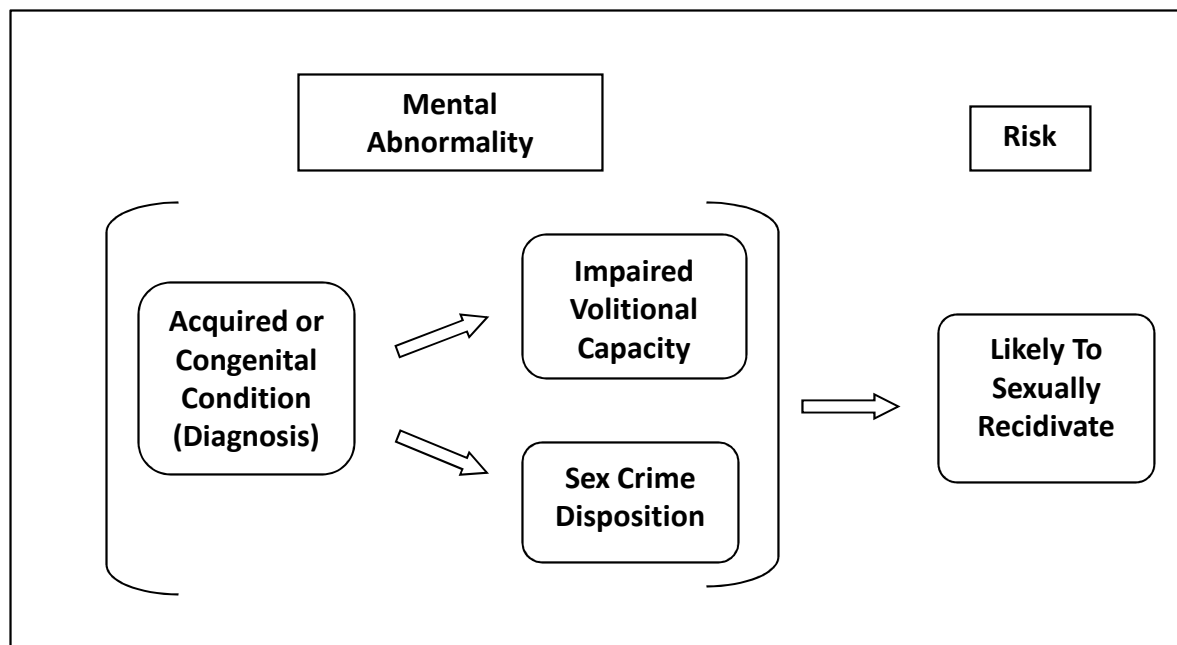 Mental
Abnormality
Risk
Acquired or
Congenital
Condition
(Diagnosis)
Impaired
Volitional
Capacity
Sex Crime
Disposition
Likely To
Sexually
Recidivate